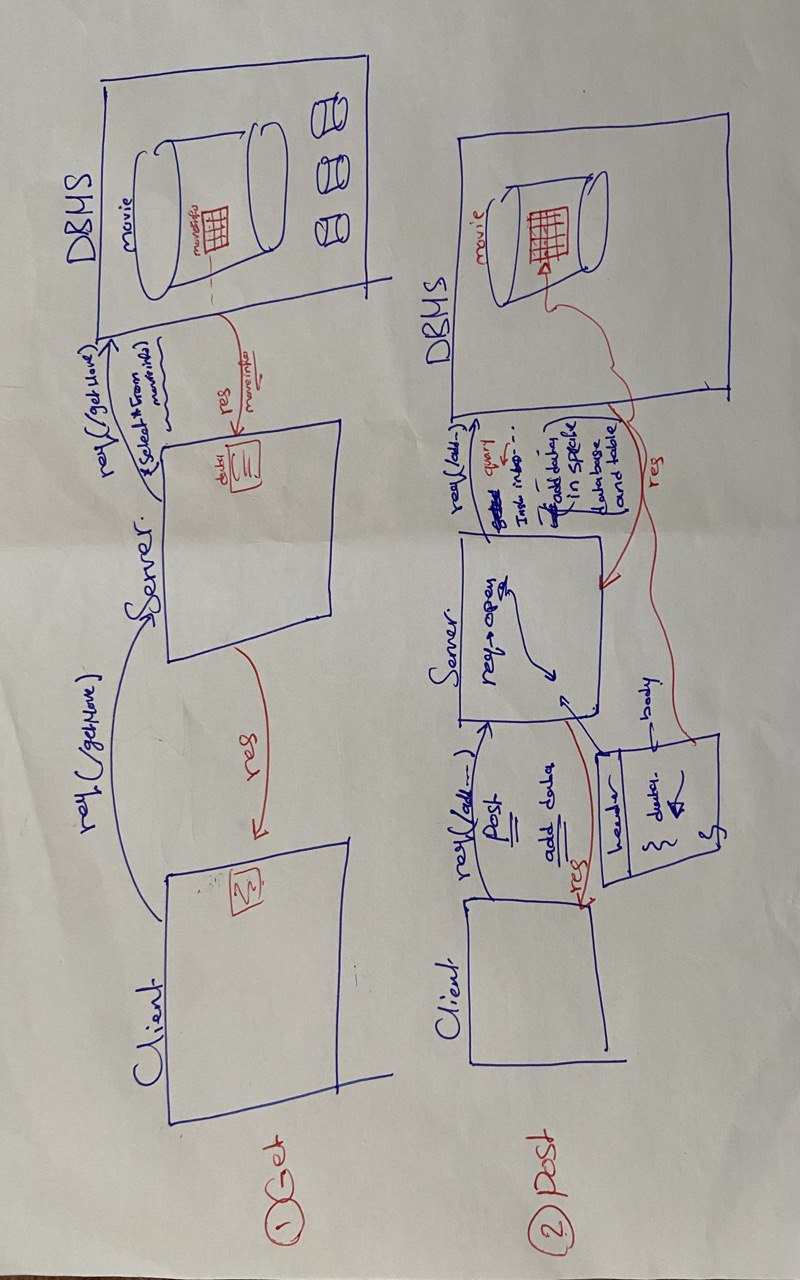 ① Get
Client
req (/getMove)
res
Server.
data
req (/getMove)
(Select * From
movieinfo)
res
movieinfo
DBMS
movie
movieinfo
② post
Client
req (/add...)
Post
add data
res
header
{ data.
}
body
Server.
req → open
req (/add...)
query
Into ...
add data
in specific
database
and table
res
DBMS
movie